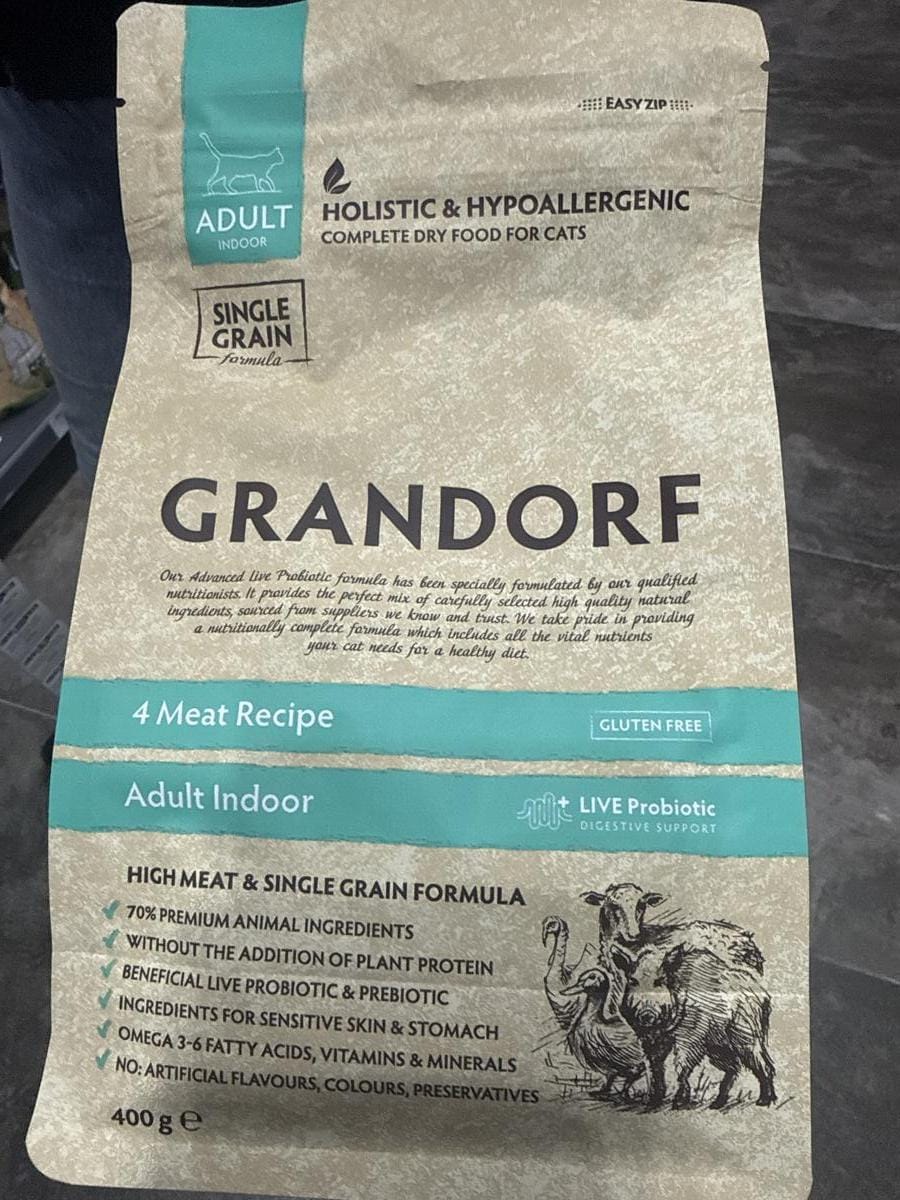 EASY ZIP
ADULT
INDOOR
HOLISTIC & HYPOALLERGENIC
COMPLETE DRY FOOD FOR CATS
SINGLE
GRAIN
formula
GRANDORF
Our Advanced live Probiotic formula has been specially formulated by our qualified
nutritionists. It provides the perfect mix of carefully selected high quality natural
ingredients, sourced from suppliers we know and trust. We take pride in providing
a nutritionally complete formula which includes all the vital nutrients
your cat needs for a healthy diet.
4 Meat Recipe
GLUTEN FREE
Adult Indoor
LIVE Probiotic
DIGESTIVE SUPPORT
HIGH MEAT & SINGLE GRAIN FORMULA
70% PREMIUM ANIMAL INGREDIENTS
WITHOUT THE ADDITION OF PLANT PROTEIN
BENEFICIAL LIVE PROBIOTIC & PREBIOTIC
INGREDIENTS FOR SENSITIVE SKIN & STOMACH
OMEGA 3-6 FATTY ACIDS, VITAMINS & MINERALS
NO: ARTIFICIAL FLAVOURS, COLOURS, PRESERVATIVES
400 g ℮